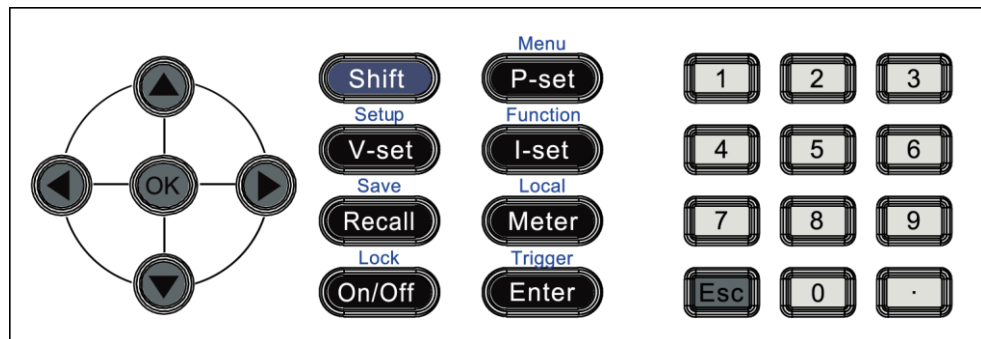 Menu
Shift P-set 1 2 3
Setup Function
V-set I-set 4 5 6
OK
Save Local
Recall Meter 7 8 9
Lock Trigger
On/Off Enter Esc 0 .